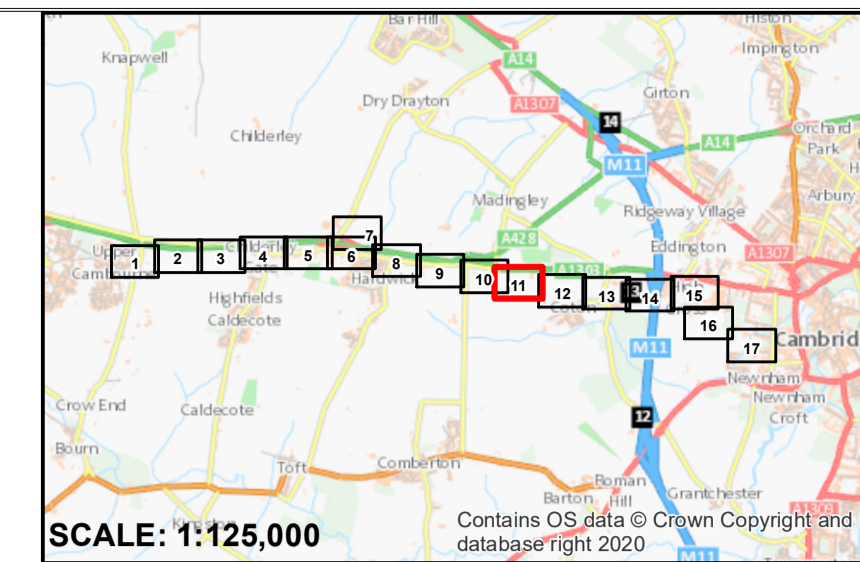 Bar Hill
Histon
Impington
Knapwell
A14
Girton
Dry Drayton
A1307
14
Orchard
Park
Childerley
A14
M11
Arbury
Madingley
Ridgeway Village
A428
Eddington
A1307
7
Upper
Cambourne
1
2
3
4
5
6
8
9
10
11
12
13
14
15
16
17
Hardwick
A1303
Coton
Highfields
Caldecote
M11
Cambrid
Newnham
Newnham
Croft
Crow End
Caldecote
12
Bourn
Toft
Comberton
Roman
Hill
Barton
Grantchester
A1309
Kingston
SCALE: 1:125,000
Contains OS data © Crown Copyright and
database right 2020
M11